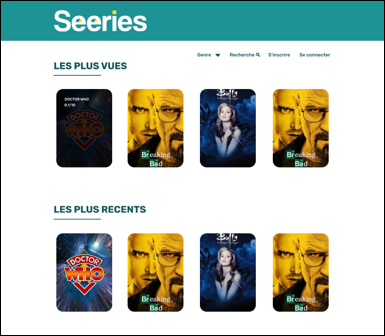 Seeries
Genre Recherche S'inscrire Se connecter
LES PLUS VUES
DOCTOR WHO
8.1/10
DOCTOR
WHO
Breaking
Bad
Buffy
Breaking
Bad
LES PLUS RECENTS
DOCTOR
WHO
Breaking
Bad
Buffy
Breaking
Bad